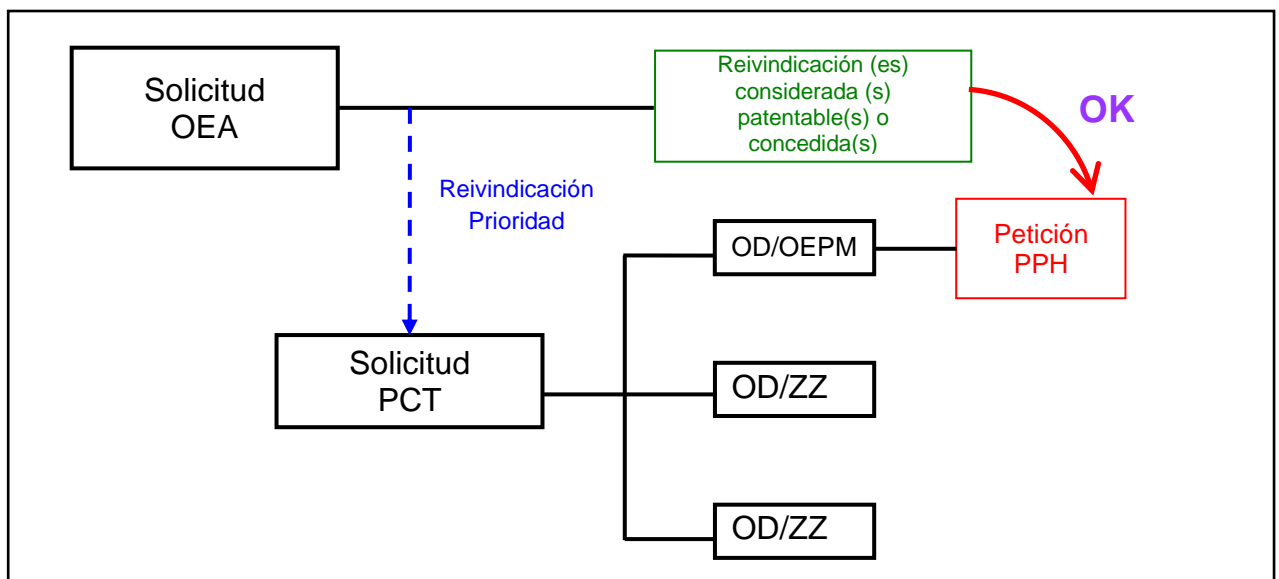 Solicitud
OEA
Reivindicación (es)
considerada (s)
patentable(s) o
concedida(s)
OK
Reivindicación
Prioridad
OD/OEPM
Petición
PPH
Solicitud
PCT
OD/ZZ
OD/ZZ